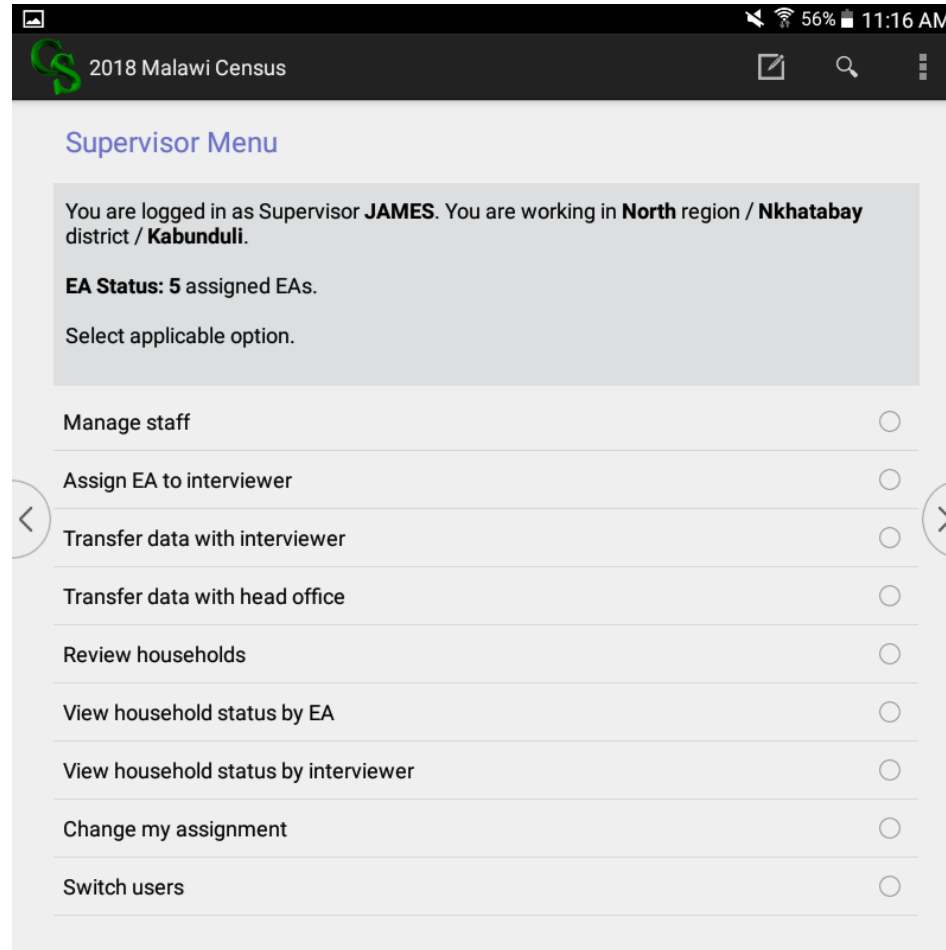 56% 11:16 AM
2018 Malawi Census
Supervisor Menu
You are logged in as Supervisor JAMES. You are working in North region / Nkhatabay
district / Kabunduli.
EA Status: 5 assigned EAs.
Select applicable option.
Manage staff
Assign EA to interviewer
Transfer data with interviewer
Transfer data with head office
Review households
View household status by EA
View household status by interviewer
Change my assignment
Switch users